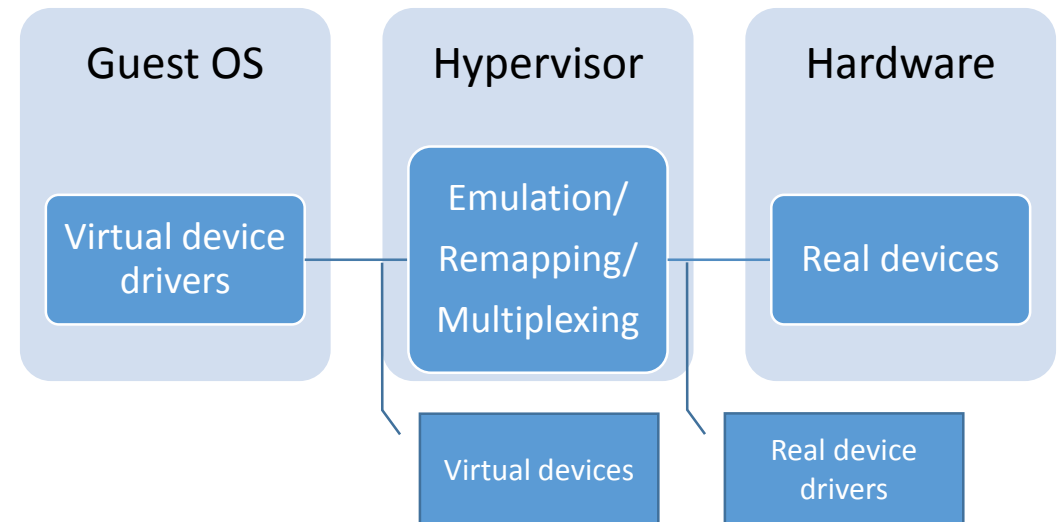 Guest OS
Hypervisor
Hardware
Virtual device
drivers
Emulation/
Remapping/
Multiplexing
Real devices
Virtual devices
Real device
drivers